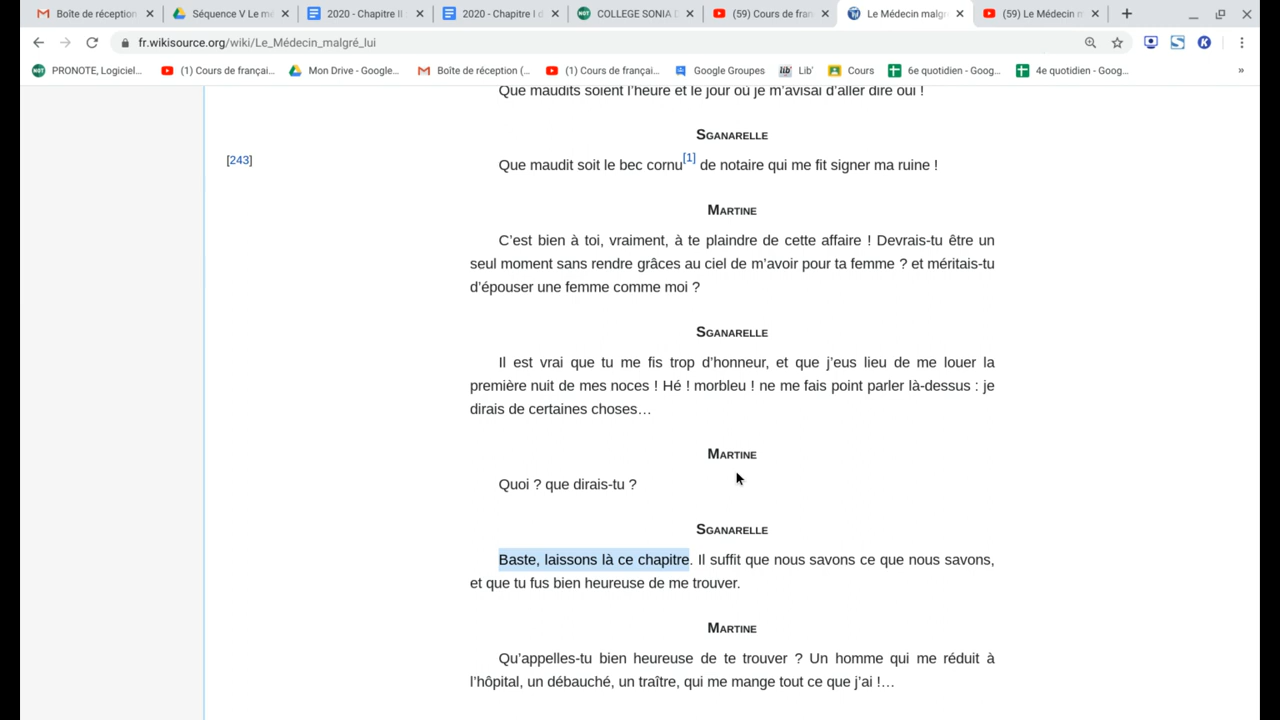 Boîte de réception
Séquence V Le mé
2020 - Chapitre II
2020 - Chapitre I d
COLLEGE SONIA D
(59) Cours de fran
Le Médecin malgr
(59) Le Médecin m
fr.wikisource.org/wiki/Le_Médecin_malgré_lui
PRONOTE, Logiciel...
(1) Cours de françai...
Mon Drive - Google...
Boîte de réception (...
(1) Cours de françai...
Google Groupes
Lib'
Cours
6e quotidien - Goog...
4e quotidien - Goog...
»
Que maudits soient l'heure et le jour où je m'avisai d'aller dire oui !
SGANARELLE
[243]
Que maudit soit le bec cornu[1] de notaire qui me fit signer ma ruine !
MARTINE
C'est bien à toi, vraiment, à te plaindre de cette affaire ! Devrais-tu être un
seul moment sans rendre grâces au ciel de m'avoir pour ta femme ? et méritais-tu
d'épouser une femme comme moi ?
SGANARELLE
Il est vrai que tu me fis trop d'honneur, et que j'eus lieu de me louer la
première nuit de mes noces ! Hé ! morbleu ! ne me fais point parler là-dessus : je
dirais de certaines choses…
MARTINE
Quoi ? que dirais-tu ?
SGANARELLE
Baste, laissons là ce chapitre. Il suffit que nous savons ce que nous savons,
et que tu fus bien heureuse de me trouver.
MARTINE
Qu'appelles-tu bien heureuse de te trouver ? Un homme qui me réduit à
l'hôpital, un débauché, un traître, qui me mange tout ce que j'ai !…